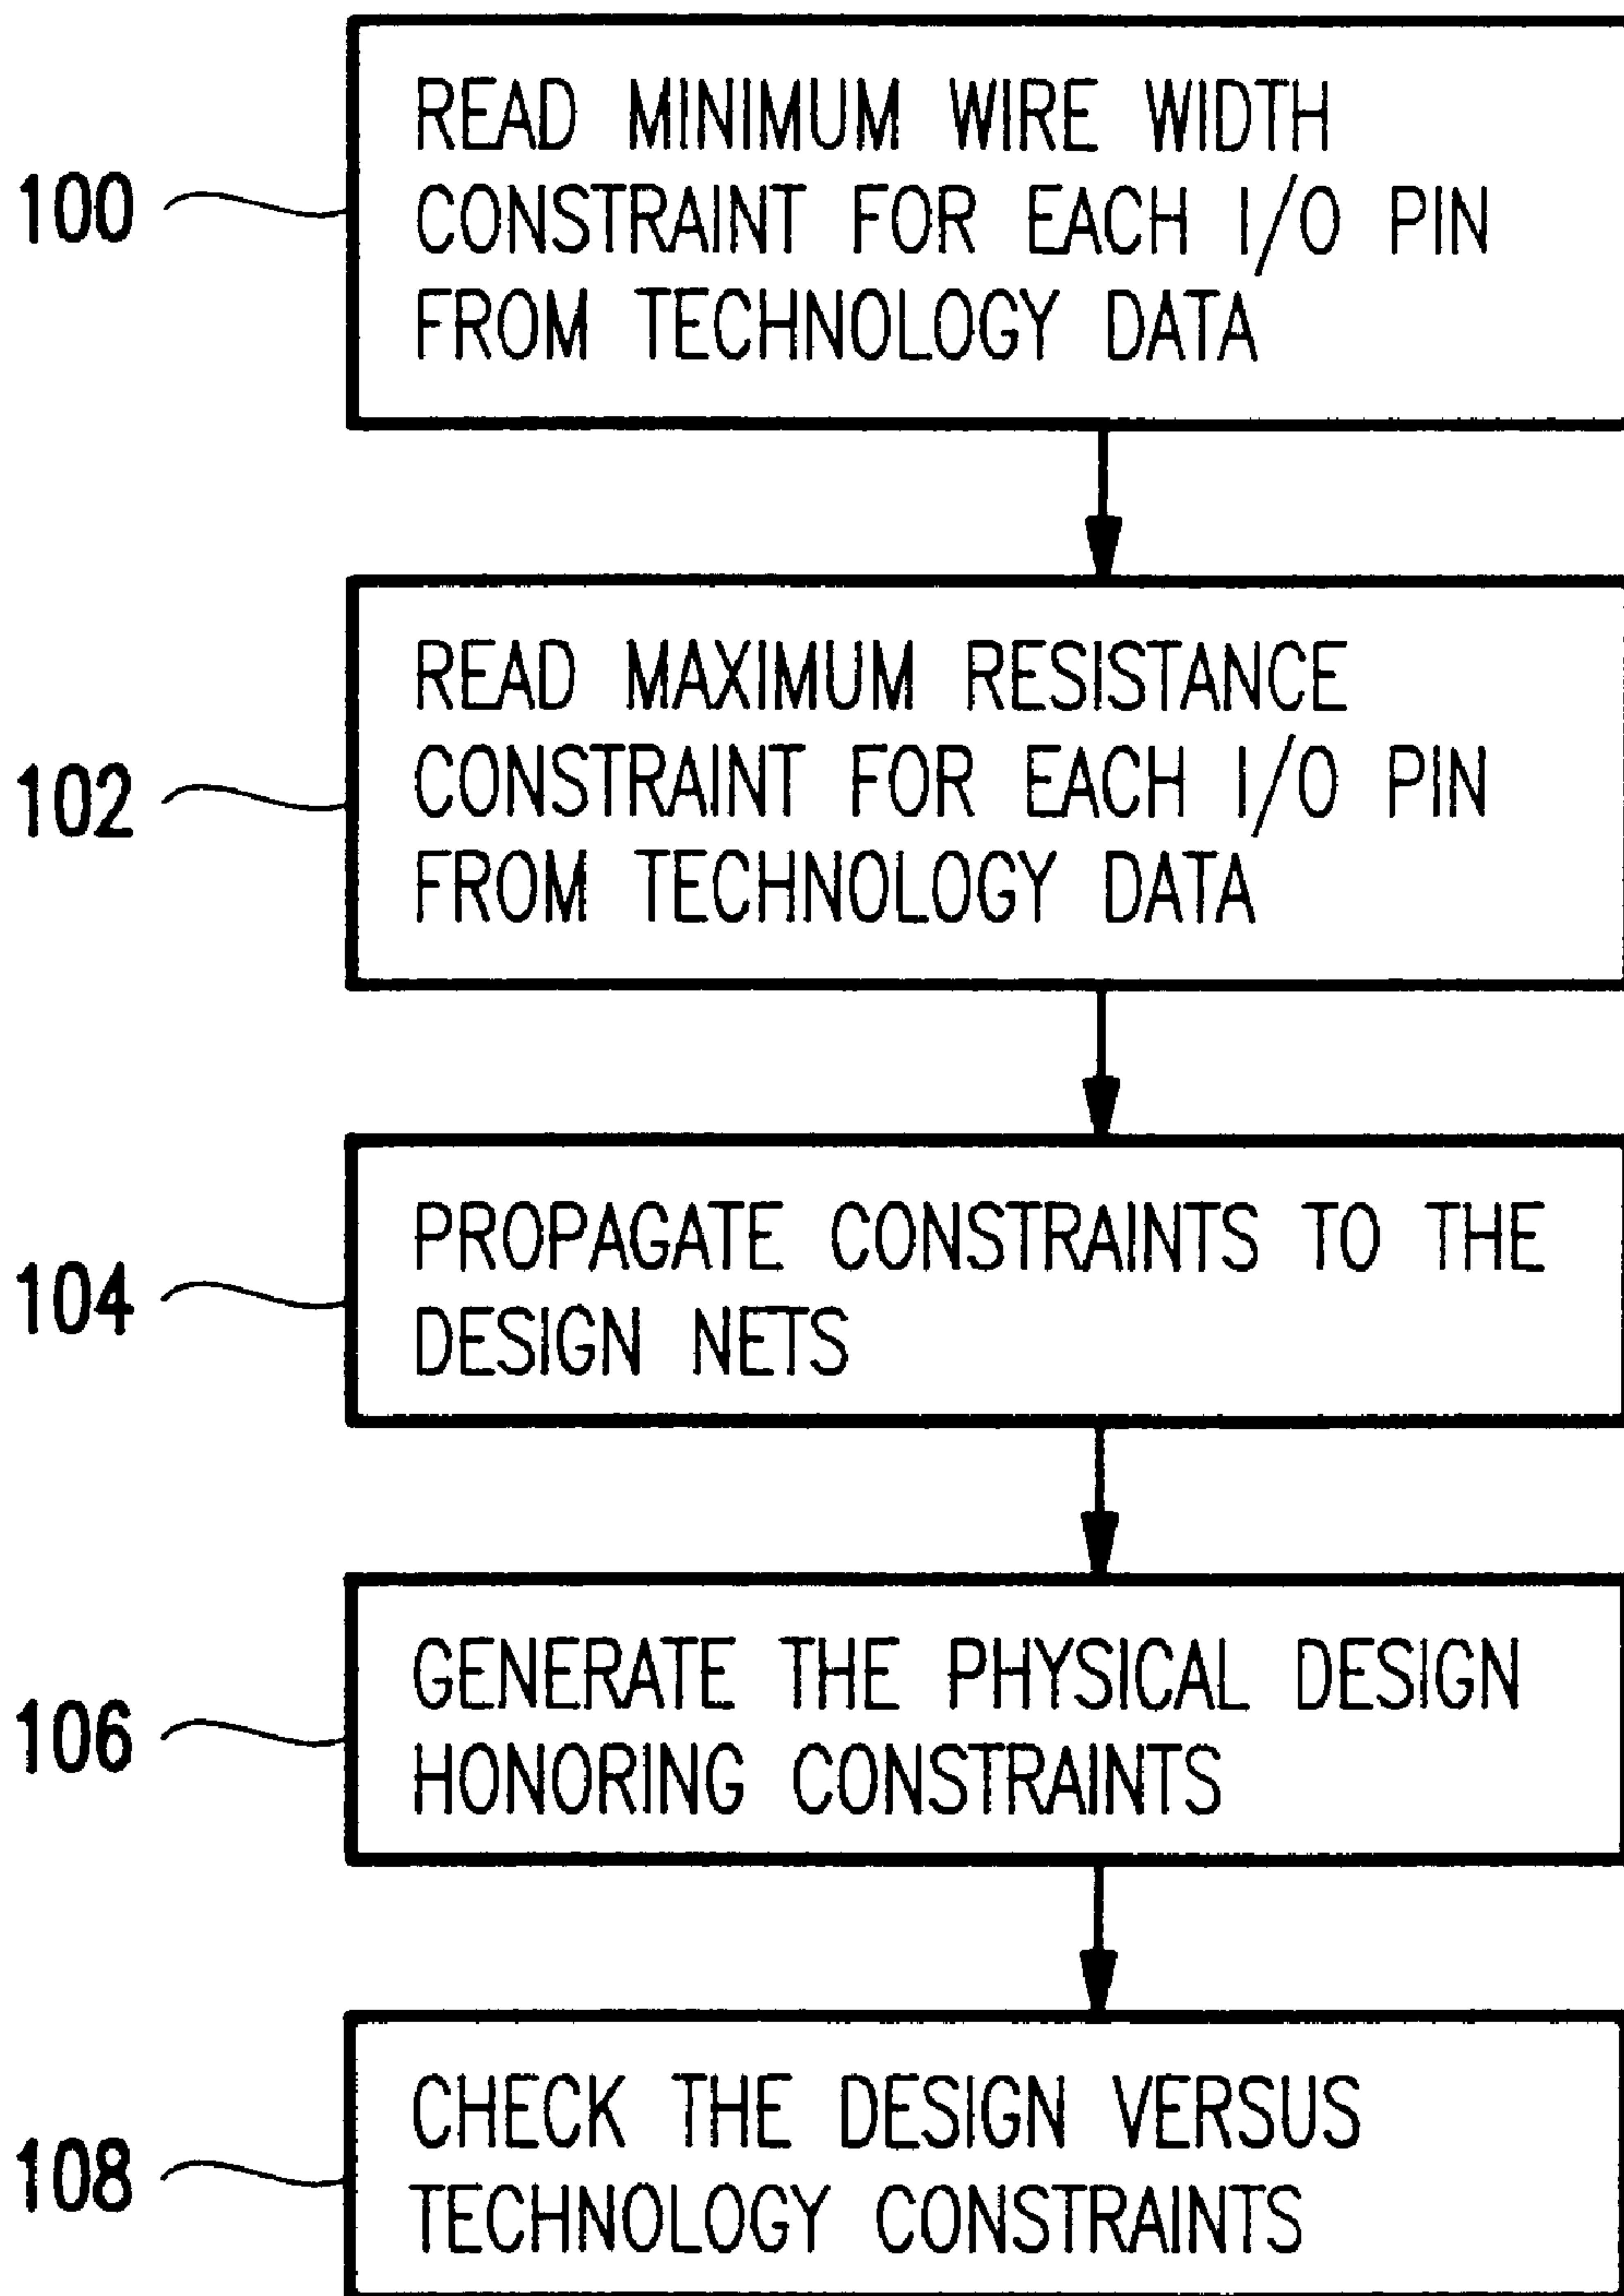 100
READ MINIMUM WIRE WIDTH
CONSTRAINT FOR EACH I/O PIN
FROM TECHNOLOGY DATA
102
READ MAXIMUM RESISTANCE
CONSTRAINT FOR EACH I/O PIN
FROM TECHNOLOGY DATA
104
PROPAGATE CONSTRAINTS TO THE
DESIGN NETS
106
GENERATE THE PHYSICAL DESIGN
HONORING CONSTRAINTS
108
CHECK THE DESIGN VERSUS
TECHNOLOGY CONSTRAINTS